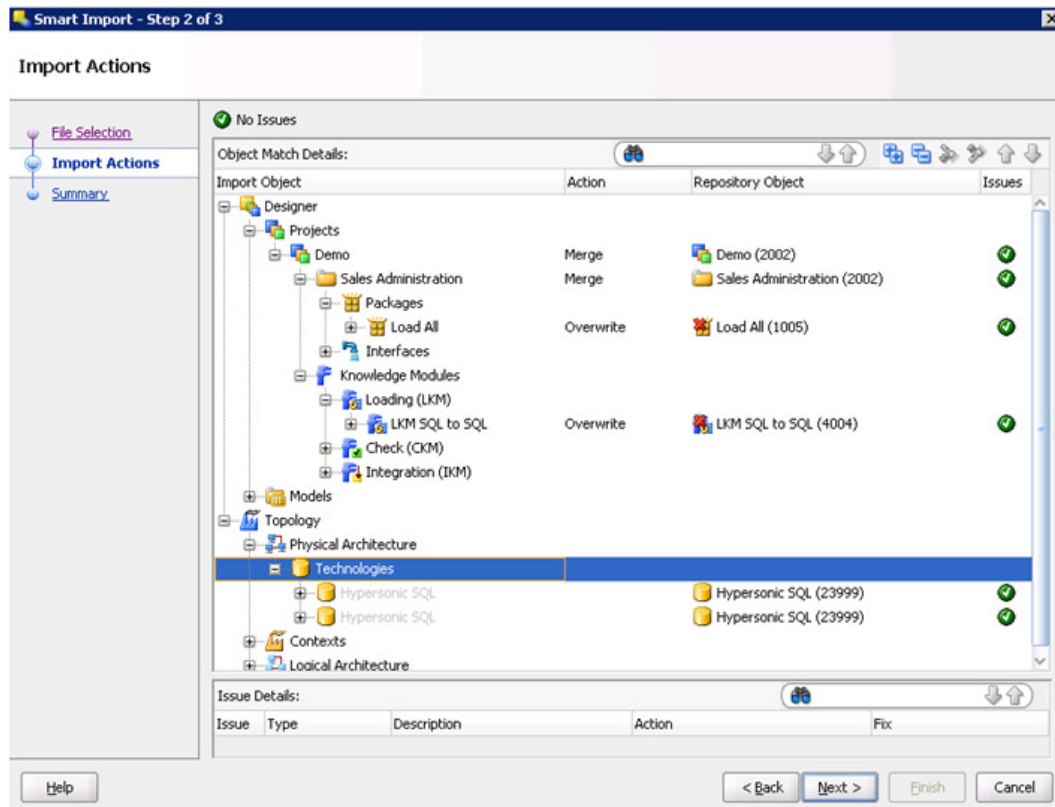 Smart Import - Step 2 of 3
Import Actions
File Selection
Import Actions
Summary
No Issues
Object Match Details:
Import Object Action Repository Object Issues
Designer
Projects
Demo Merge Demo (2002)
Sales Administration Merge Sales Administration (2002)
Packages
Load All Overwrite Load All (1005)
Interfaces
Knowledge Modules
Loading (LKM)
LKM SQL to SQL Overwrite LKM SQL to SQL (4004)
Check (CKM)
Integration (IKM)
Models
Topology
Physical Architecture
Technologies
Hypersonic SQL Hypersonic SQL (23999)
Hypersonic SQL Hypersonic SQL (23999)
Contexts
Logical Architecture
Issue Details:
Issue Type Description Action Fix
Help < Back Next > Finish Cancel